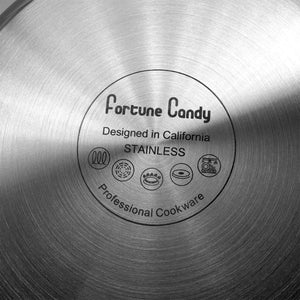 Fortune Candy
Designed in California
STAINLESS
Professional Cookware